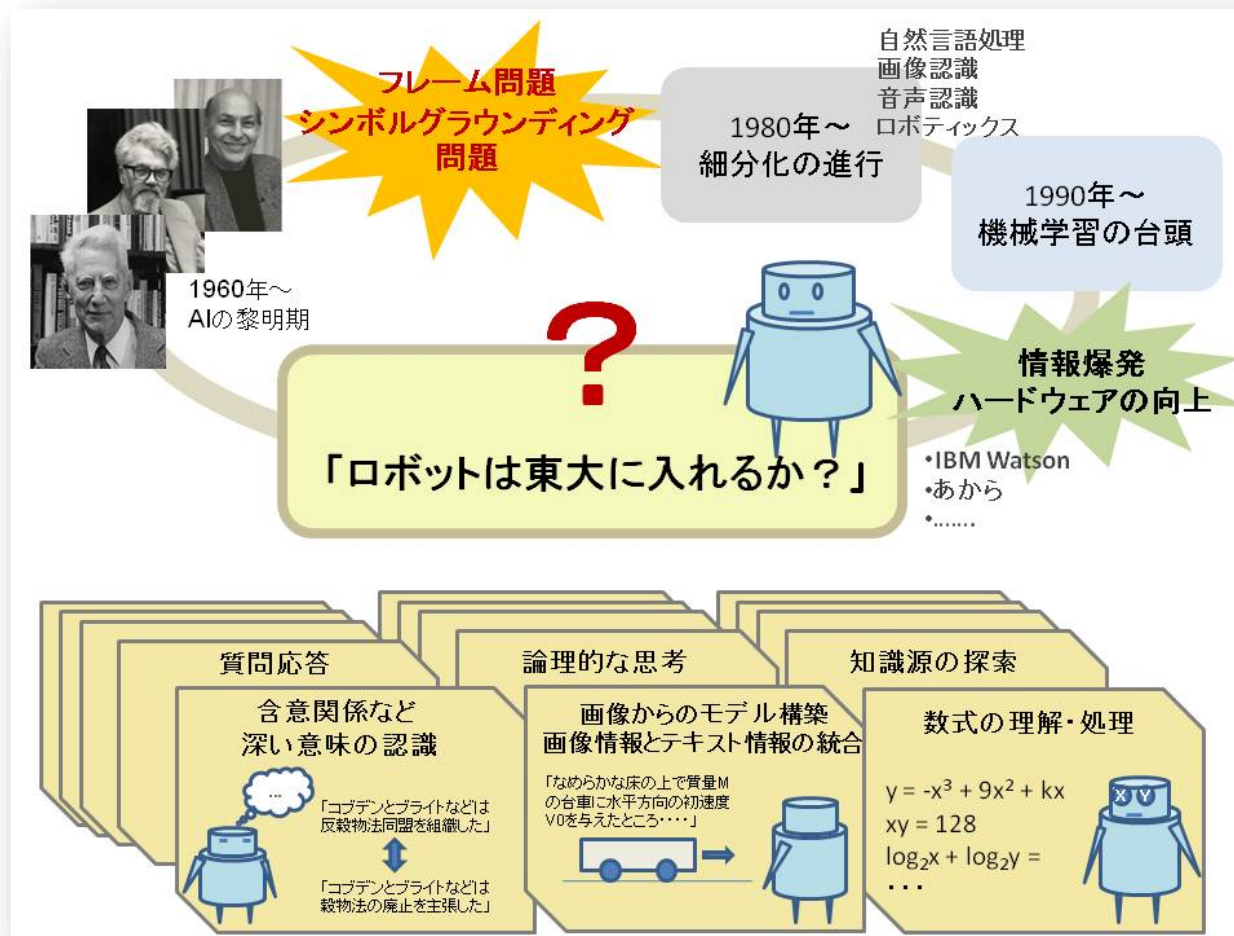 フレーム問題
シンボルグラウンディング
問題
1980年～
細分化の進行
自然言語処理
画像認識
音声認識
ロボティックス
1990年～
機械学習の台頭
1960年～
AIの黎明期
情報爆発
ハードウェアの向上
•IBM Watson
•あから
•.......
?
「ロボットは東大に入れるか？」
質問応答
論理的な思考
知識源の探索
含意関係など
深い意味の認識
...
「コブデンとブライトなどは
反穀物法同盟を組織した」
「コブデンとブライトなどは
穀物法の廃止を主張した」
画像からのモデル構築
画像情報とテキスト情報の統合
「なめらかな床の上で質量M
の台車に水平方向の初速度
V0を与えたところ・・・・」
数式の理解・処理
y = -x³ + 9x² + kx
xy = 128
log₂x + log₂y =
・・・
X Y